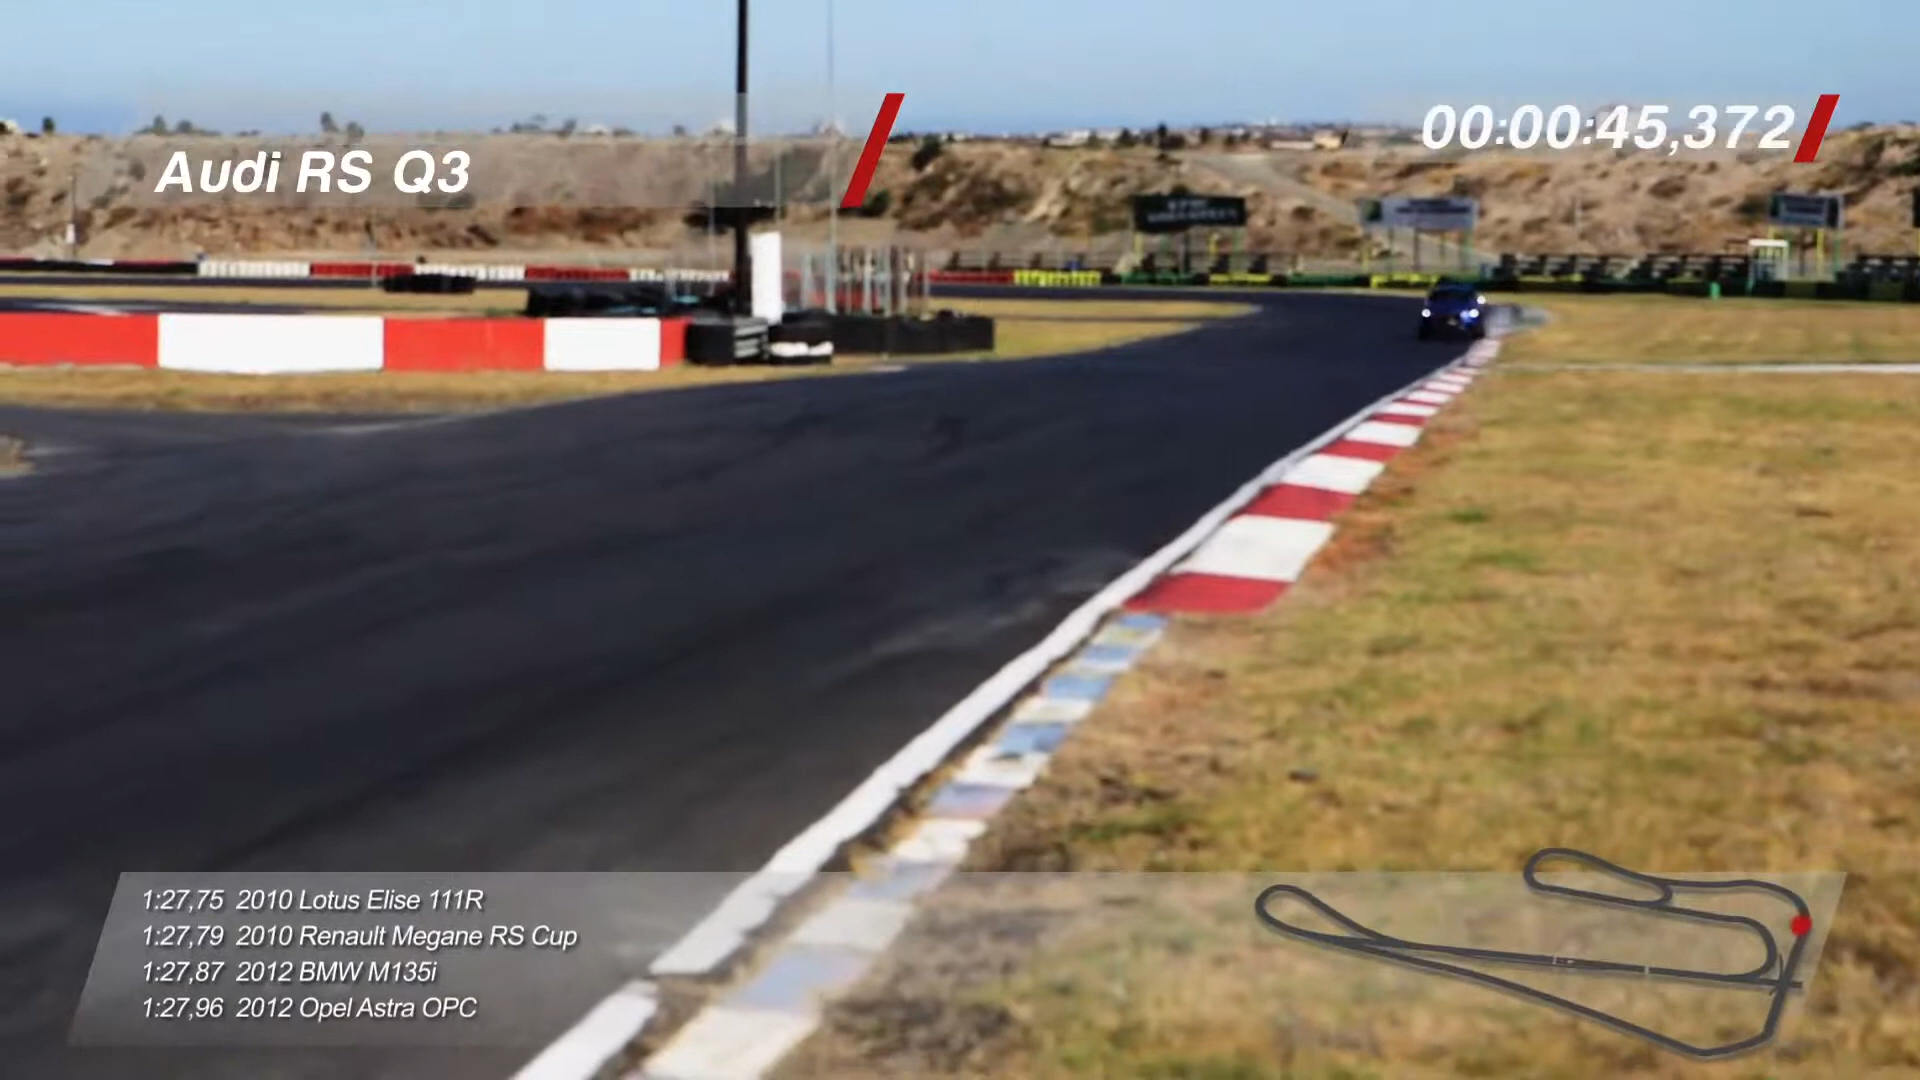 Audi RS Q3
00:00:45,372
1:27,75 2010 Lotus Elise 111R
1:27,79 2010 Renault Megane RS Cup
1:27,87 2012 BMW M135i
1:27,96 2012 Opel Astra OPC